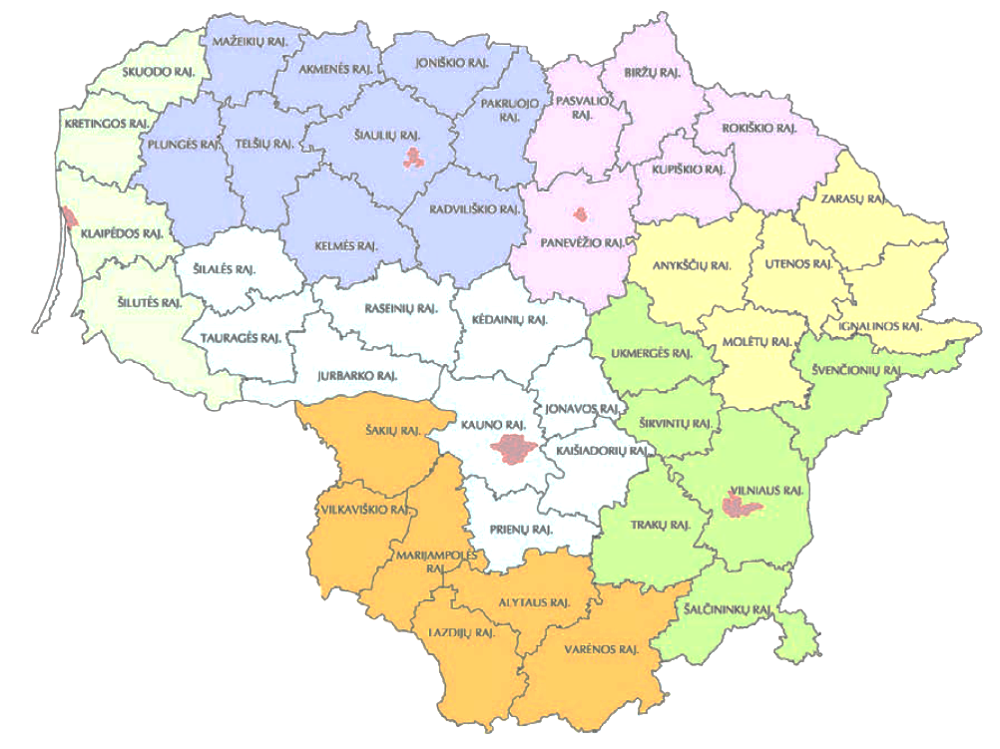 MAŽEIKIŲ RAJ.
SKUODO RAJ.
AKMENĖS RAJ.
JONIŠKIO RAJ.
BIRŽŲ RAJ.
PAKRUOJO
RAJ.
PASVALIO
RAJ.
KRETINGOS RAJ.
PLUNGĖS RAJ.
TELŠIŲ RAJ.
ŠIAULIŲ RAJ.
ROKIŠKIO RAJ.
KUPIŠKIO RAJ.
ZARASŲ RAJ.
KLAIPĖDOS RAJ.
KELMĖS RAJ.
RADVILIŠKIO RAJ.
PANEVĖŽIO RAJ.
ANYKŠČIŲ RAJ.
UTENOS RAJ.
ŠILALĖS RAJ.
ŠILUTĖS RAJ.
RASEINIŲ RAJ.
KĖDAINIŲ RAJ.
IGNALINOS RAJ.
TAURAGĖS RAJ.
UKMERGĖS RAJ.
MOLĖTŲ RAJ.
ŠVENČIONIŲ RAJ.
JURBARKO RAJ.
JONAVOS RAJ.
ŠAKIŲ RAJ.
KAUNO RAJ.
ŠIRVINTŲ RAJ.
KAIŠIADORIŲ RAJ.
VILNIAUS RAJ.
VILKAVIŠKIO RAJ.
PRIENŲ RAJ.
TRAKŲ RAJ.
MARIJAMPOLĖS
RAJ.
ALYTAUS RAJ.
ŠALČININKŲ RAJ.
LAZDIJŲ RAJ.
VARĖNOS RAJ.